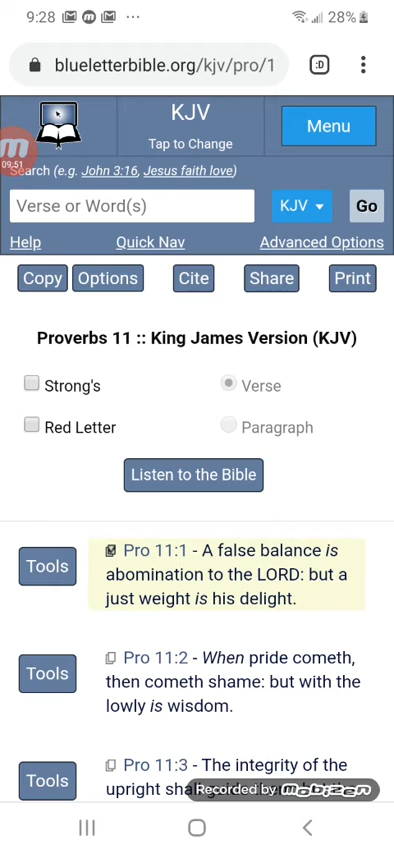 9:28 28%
blueletterbible.org/kjv/pro/1 :D
KJV
Tap to Change
Menu
09:51
Search (e.g. John 3:16, Jesus faith love)
Verse or Word(s) KJV Go
Help Quick Nav Advanced Options
Copy Options Cite Share Print
Proverbs 11 :: King James Version (KJV)
Strong's Verse
Red Letter Paragraph
Listen to the Bible
Tools
Pro 11:1 - A false balance is
abomination to the LORD: but a
just weight is his delight.
Tools
Pro 11:2 - When pride cometh,
then cometh shame: but with the
lowly is wisdom.
Tools
Pro 11:3 - The integrity of the
upright shall
Recorded by MOBIZEN